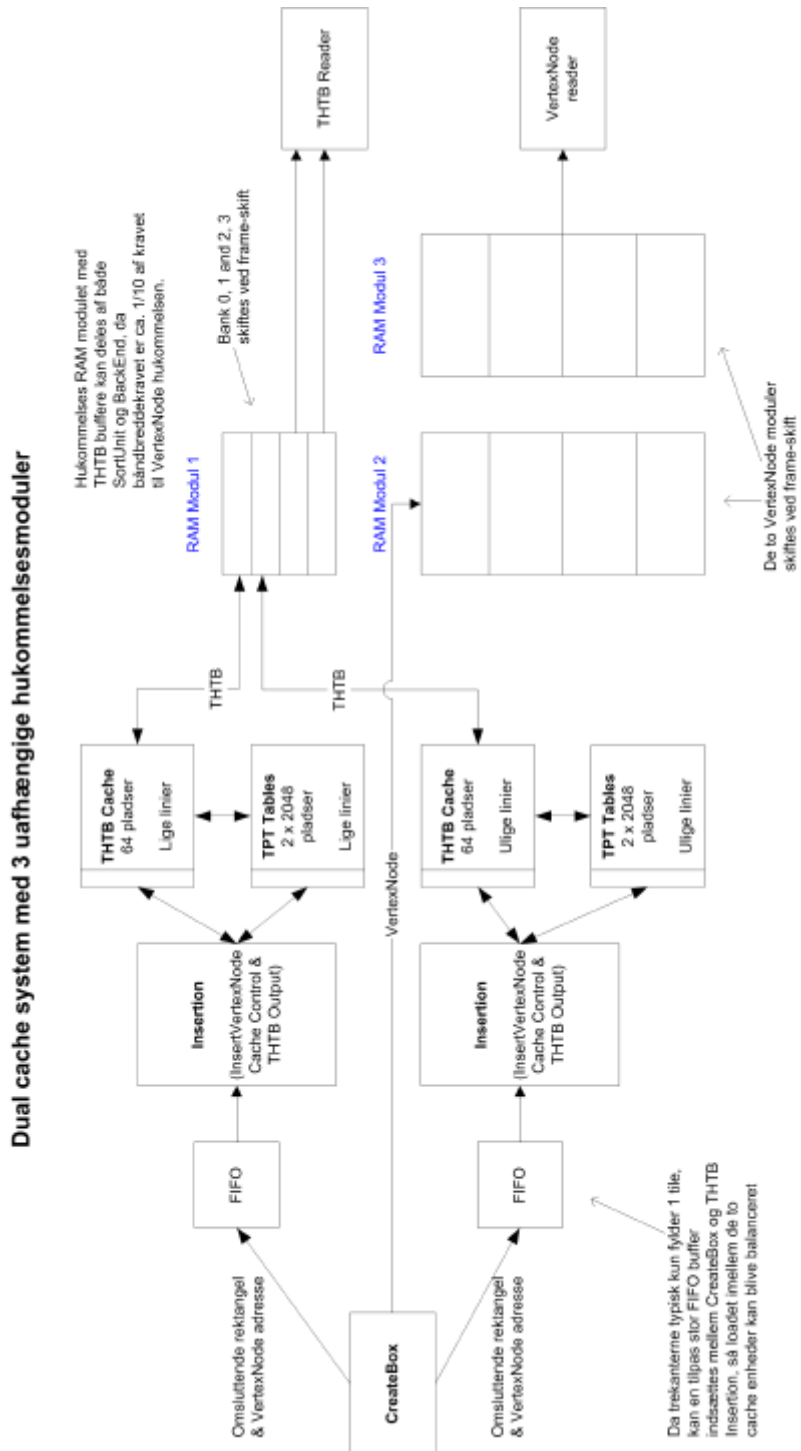 Dual cache system med 3 uafhængige hukommelsesmoduler
Hukommelses RAM modulet med
THTB buffere kan deles af både
SortUnit og BackEnd, da
båndbreddekravet er ca. 1/10 af kravet
til VertexNode hukommelsen.
Bank 0, 1 and 2, 3
skiftes ved frame-skift
Omsluttende rektangel
& VertexNode adresse
FIFO
Insertion
(InsertVertexNode
Cache Control &
THTB Output)
THTB Cache
64 pladser
Lige linier
TPT Tables
2 x 2048
pladser
Lige linier
THTB
RAM Modul 1
THTB Reader
CreateBox
VertexNode
THTB
RAM Modul 2
RAM Modul 3
VertexNode
reader
Omsluttende rektangel
& VertexNode adresse
FIFO
Insertion
(InsertVertexNode
Cache Control &
THTB Output)
THTB Cache
64 pladser
Ulige linier
TPT Tables
2 x 2048
pladser
Ulige linier
Da trekanterne typisk kun fylder 1 tile,
kan en tilpas stor FIFO buffer
indsættes mellem CreateBox og THTB
Insertion, så loadet imellem de to
cache enheder kan blive balanceret
De to VertexNode moduler
skiftes ved frame-skift